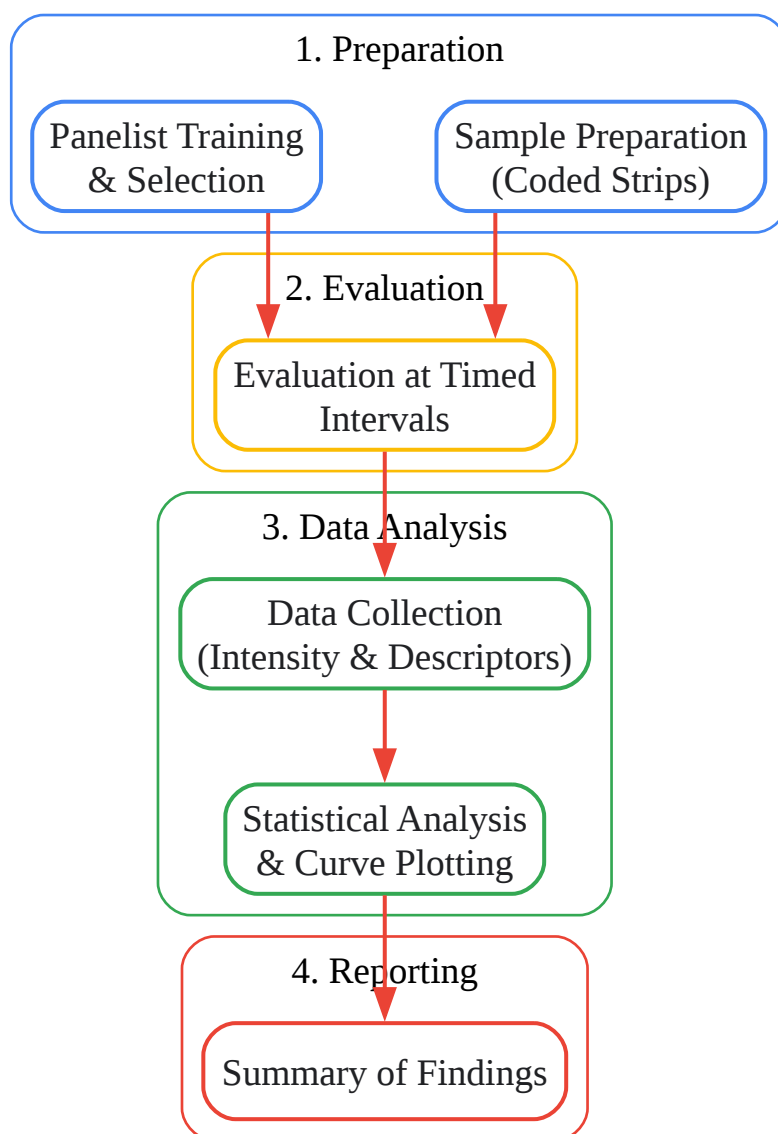 1. Preparation
Panelist Training
& Selection
Sample Preparation
(Coded Strips)
2. Evaluation
Evaluation at Timed
Intervals
3. Data Analysis
Data Collection
(Intensity & Descriptors)
Statistical Analysis
& Curve Plotting
4. Reporting
Summary of Findings